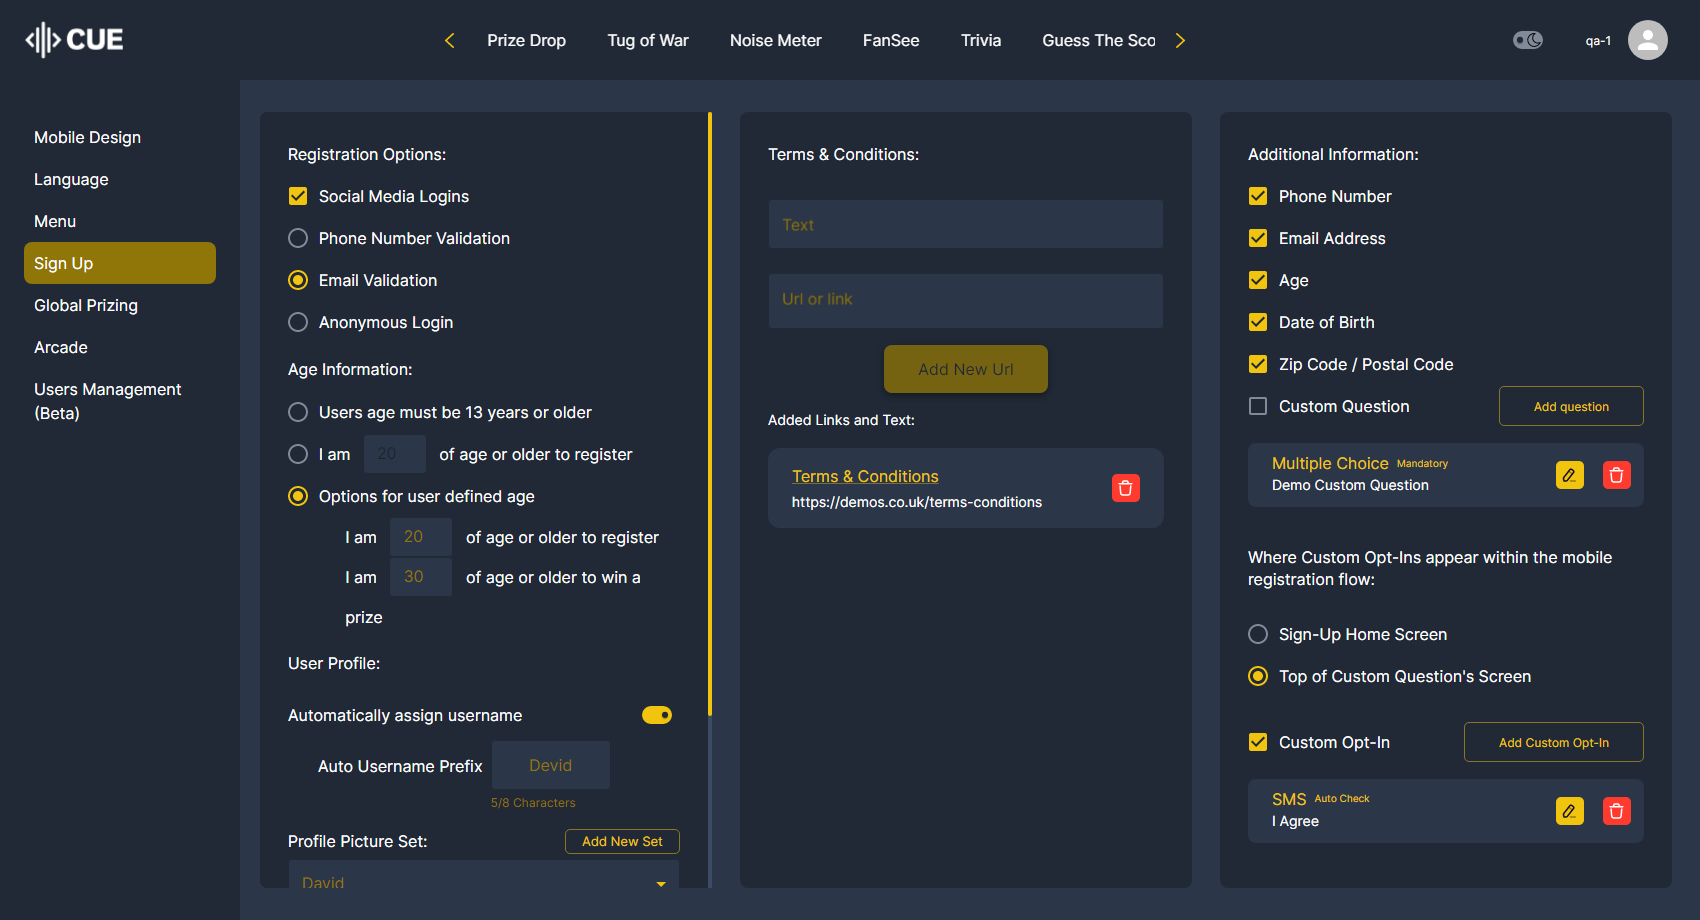 CUE
Prize Drop
Tug of War
Noise Meter
FanSee
Trivia
Guess The Sco
qa-1
Mobile Design
Language
Menu
Sign Up
Global Prizing
Arcade
Users Management
(Beta)
Registration Options:
Social Media Logins
Phone Number Validation
Email Validation
Anonymous Login
Age Information:
Users age must be 13 years or older
I am 20 of age or older to register
Options for user defined age
I am 20 of age or older to register
I am 30 of age or older to win a
prize
User Profile:
Automatically assign username
Auto Username Prefix Devid
5/8 Characters
Profile Picture Set: Add New Set
David
Terms & Conditions:
Text
Url or link
Add New Url
Added Links and Text:
Terms & Conditions
https://demos.co.uk/terms-conditions
Additional Information:
Phone Number
Email Address
Age
Date of Birth
Zip Code / Postal Code
Custom Question Add question
Multiple Choice Mandatory
Demo Custom Question
Where Custom Opt-Ins appear within the mobile
registration flow:
Sign-Up Home Screen
Top of Custom Question's Screen
Custom Opt-In Add Custom Opt-In
SMS Auto Check
I Agree